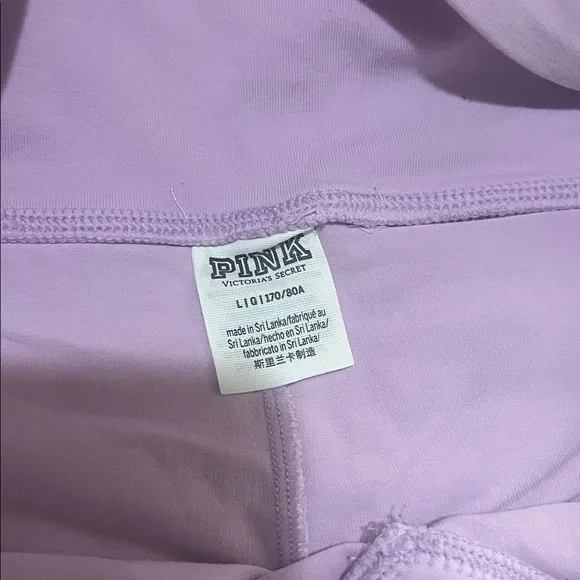 PINK
VICTORIA'S SECRET
L|G|170/80A
made in Sri Lanka/fabriqué au
Sri Lanka/hecho en Sri Lanka/
fabbricato in Sri Lanka/
斯里兰卡制造